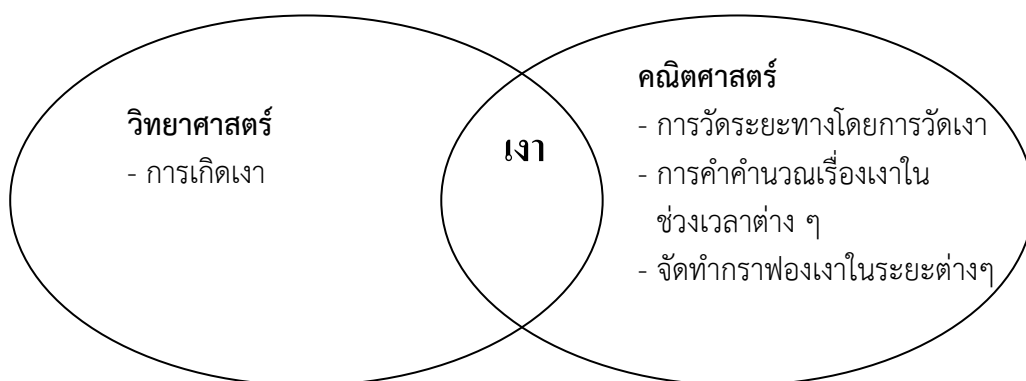 วิทยาศาสตร์
- การเกิดเงา
เงา
คณิตศาสตร์
- การวัดระยะทางโดยการวัดเงา
- การคำคำนวณเรื่องเงาใน
ช่วงเวลาต่าง ๆ
- จัดทำกราฟองเงาในระยะต่างๆ